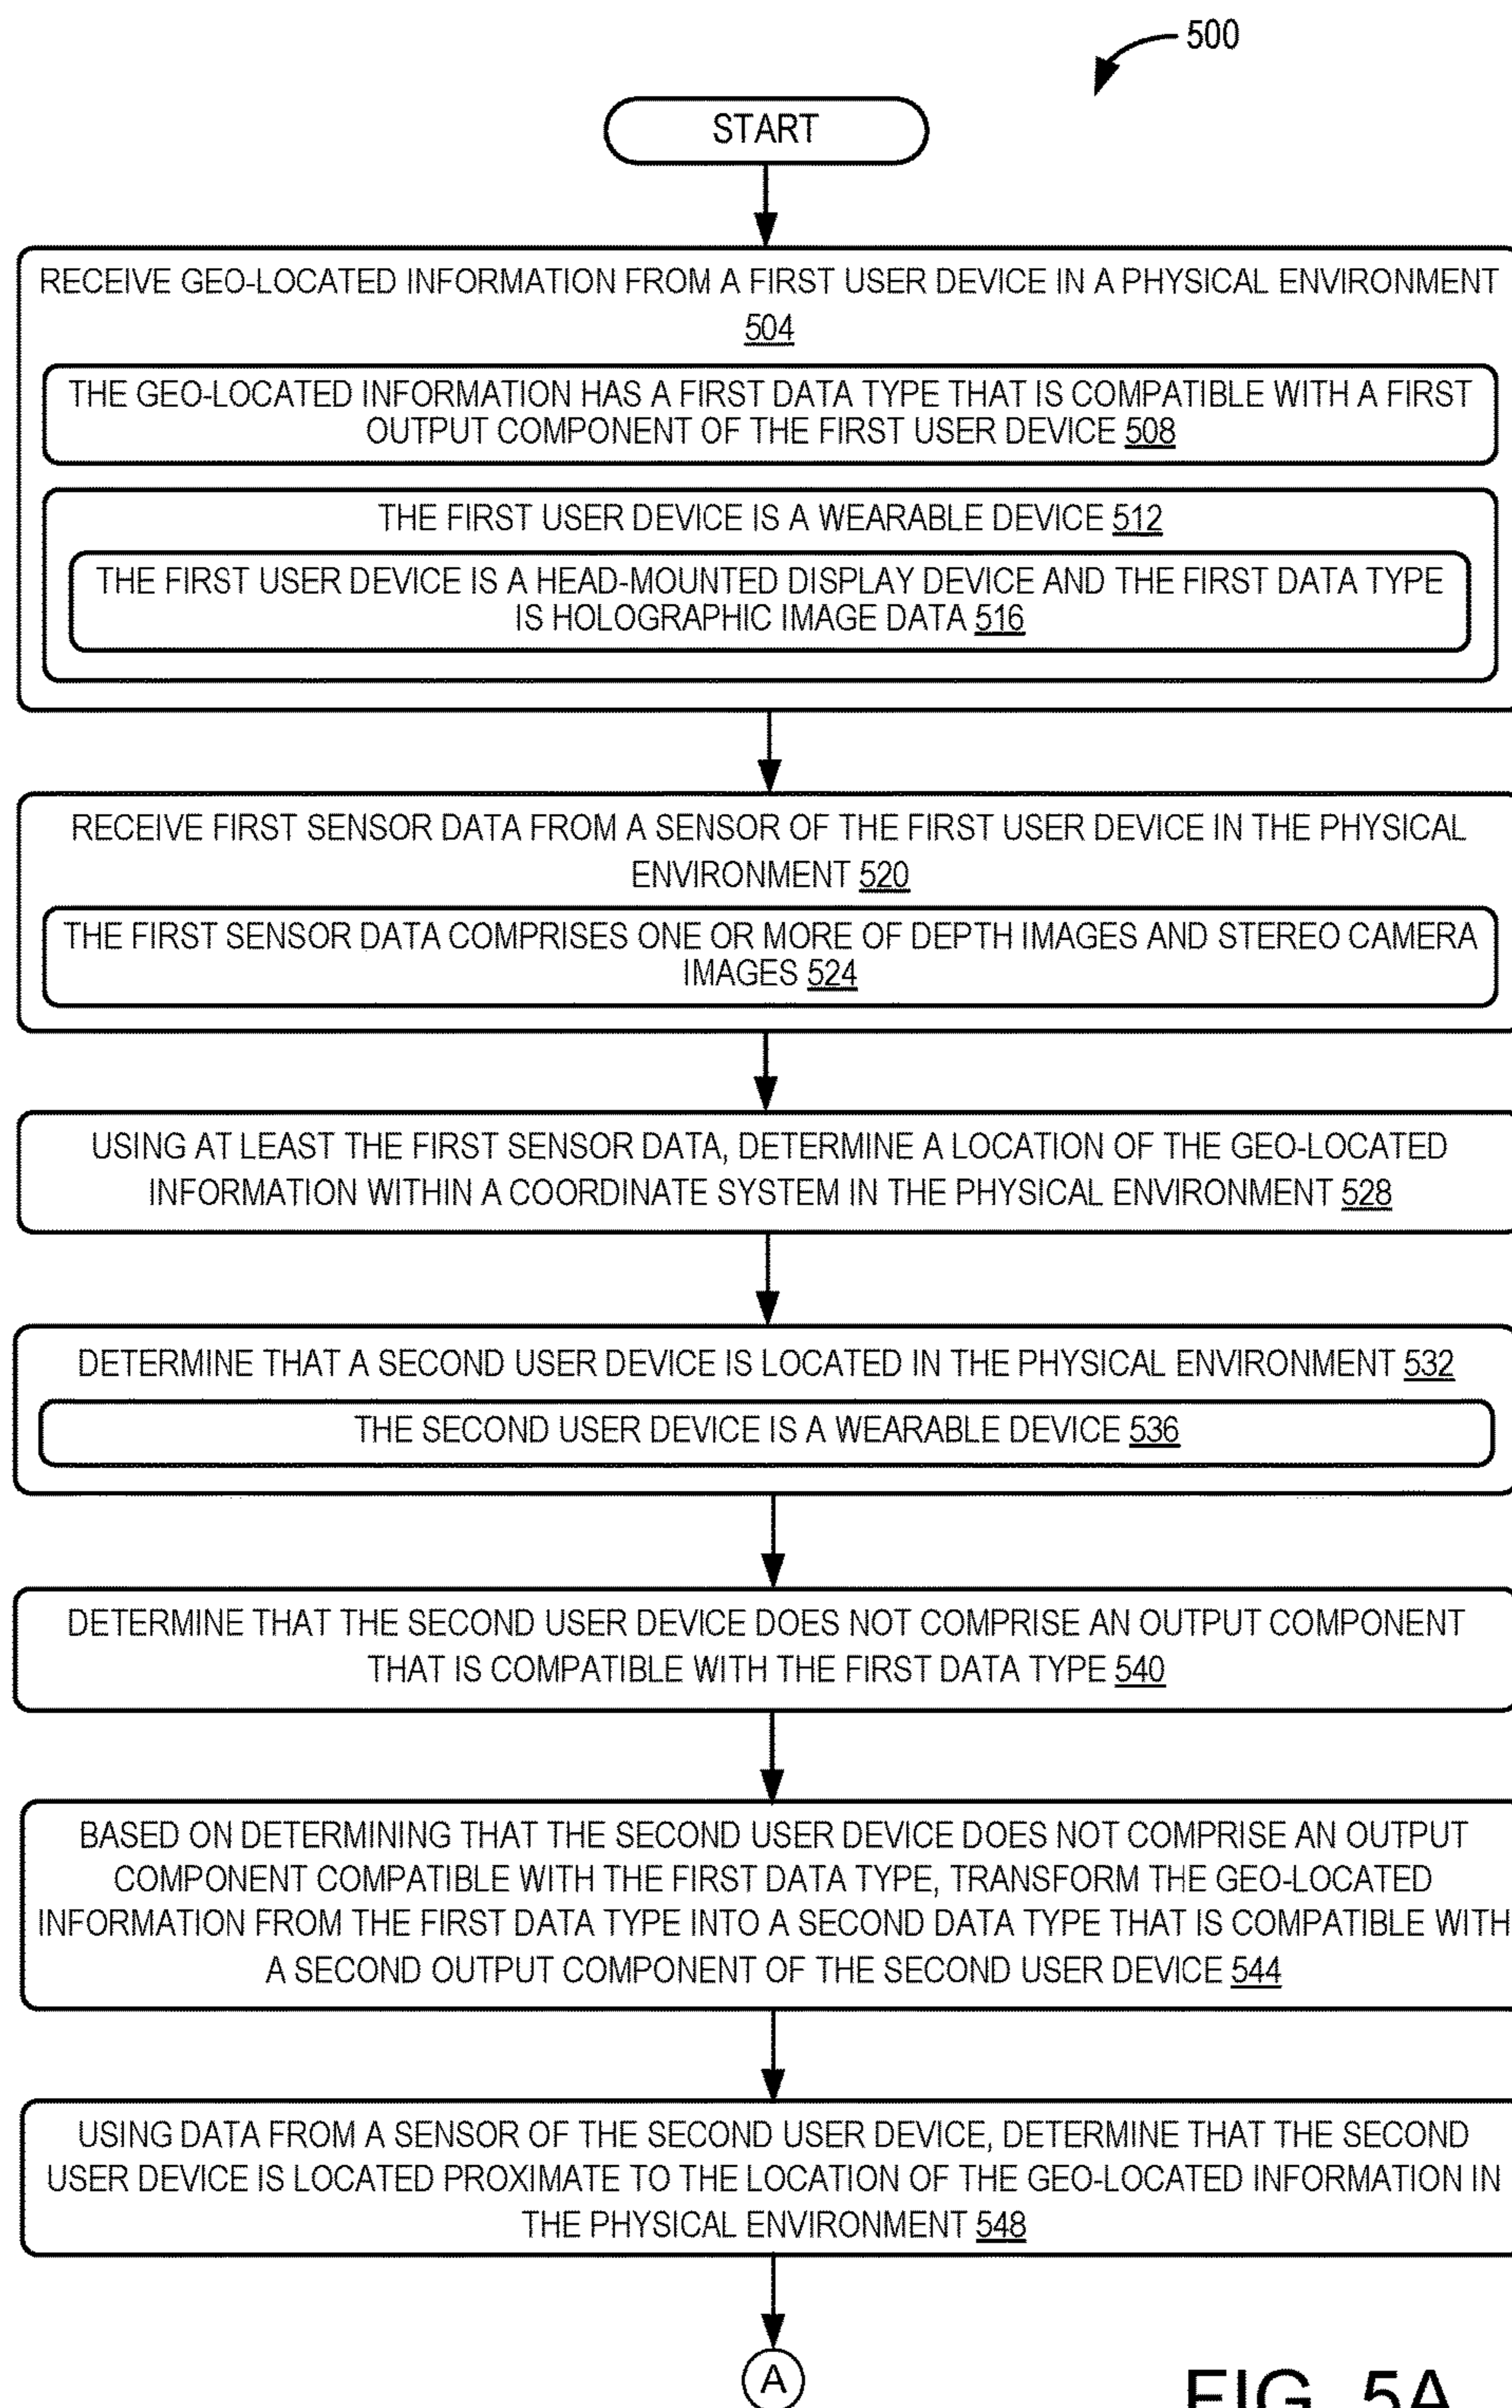 500
START
RECEIVE GEO-LOCATED INFORMATION FROM A FIRST USER DEVICE IN A PHYSICAL ENVIRONMENT
504
THE GEO-LOCATED INFORMATION HAS A FIRST DATA TYPE THAT IS COMPATIBLE WITH A FIRST
OUTPUT COMPONENT OF THE FIRST USER DEVICE 508
THE FIRST USER DEVICE IS A WEARABLE DEVICE 512
THE FIRST USER DEVICE IS A HEAD-MOUNTED DISPLAY DEVICE AND THE FIRST DATA TYPE
IS HOLOGRAPHIC IMAGE DATA 516
RECEIVE FIRST SENSOR DATA FROM A SENSOR OF THE FIRST USER DEVICE IN THE PHYSICAL
ENVIRONMENT 520
THE FIRST SENSOR DATA COMPRISES ONE OR MORE OF DEPTH IMAGES AND STEREO CAMERA
IMAGES 524
USING AT LEAST THE FIRST SENSOR DATA, DETERMINE A LOCATION OF THE GEO-LOCATED
INFORMATION WITHIN A COORDINATE SYSTEM IN THE PHYSICAL ENVIRONMENT 528
DETERMINE THAT A SECOND USER DEVICE IS LOCATED IN THE PHYSICAL ENVIRONMENT 532
THE SECOND USER DEVICE IS A WEARABLE DEVICE 536
DETERMINE THAT THE SECOND USER DEVICE DOES NOT COMPRISE AN OUTPUT COMPONENT
THAT IS COMPATIBLE WITH THE FIRST DATA TYPE 540
BASED ON DETERMINING THAT THE SECOND USER DEVICE DOES NOT COMPRISE AN OUTPUT
COMPONENT COMPATIBLE WITH THE FIRST DATA TYPE, TRANSFORM THE GEO-LOCATED
INFORMATION FROM THE FIRST DATA TYPE INTO A SECOND DATA TYPE THAT IS COMPATIBLE WITH
A SECOND OUTPUT COMPONENT OF THE SECOND USER DEVICE 544
USING DATA FROM A SENSOR OF THE SECOND USER DEVICE, DETERMINE THAT THE SECOND
USER DEVICE IS LOCATED PROXIMATE TO THE LOCATION OF THE GEO-LOCATED INFORMATION IN
THE PHYSICAL ENVIRONMENT 548
A
FIG. 5A